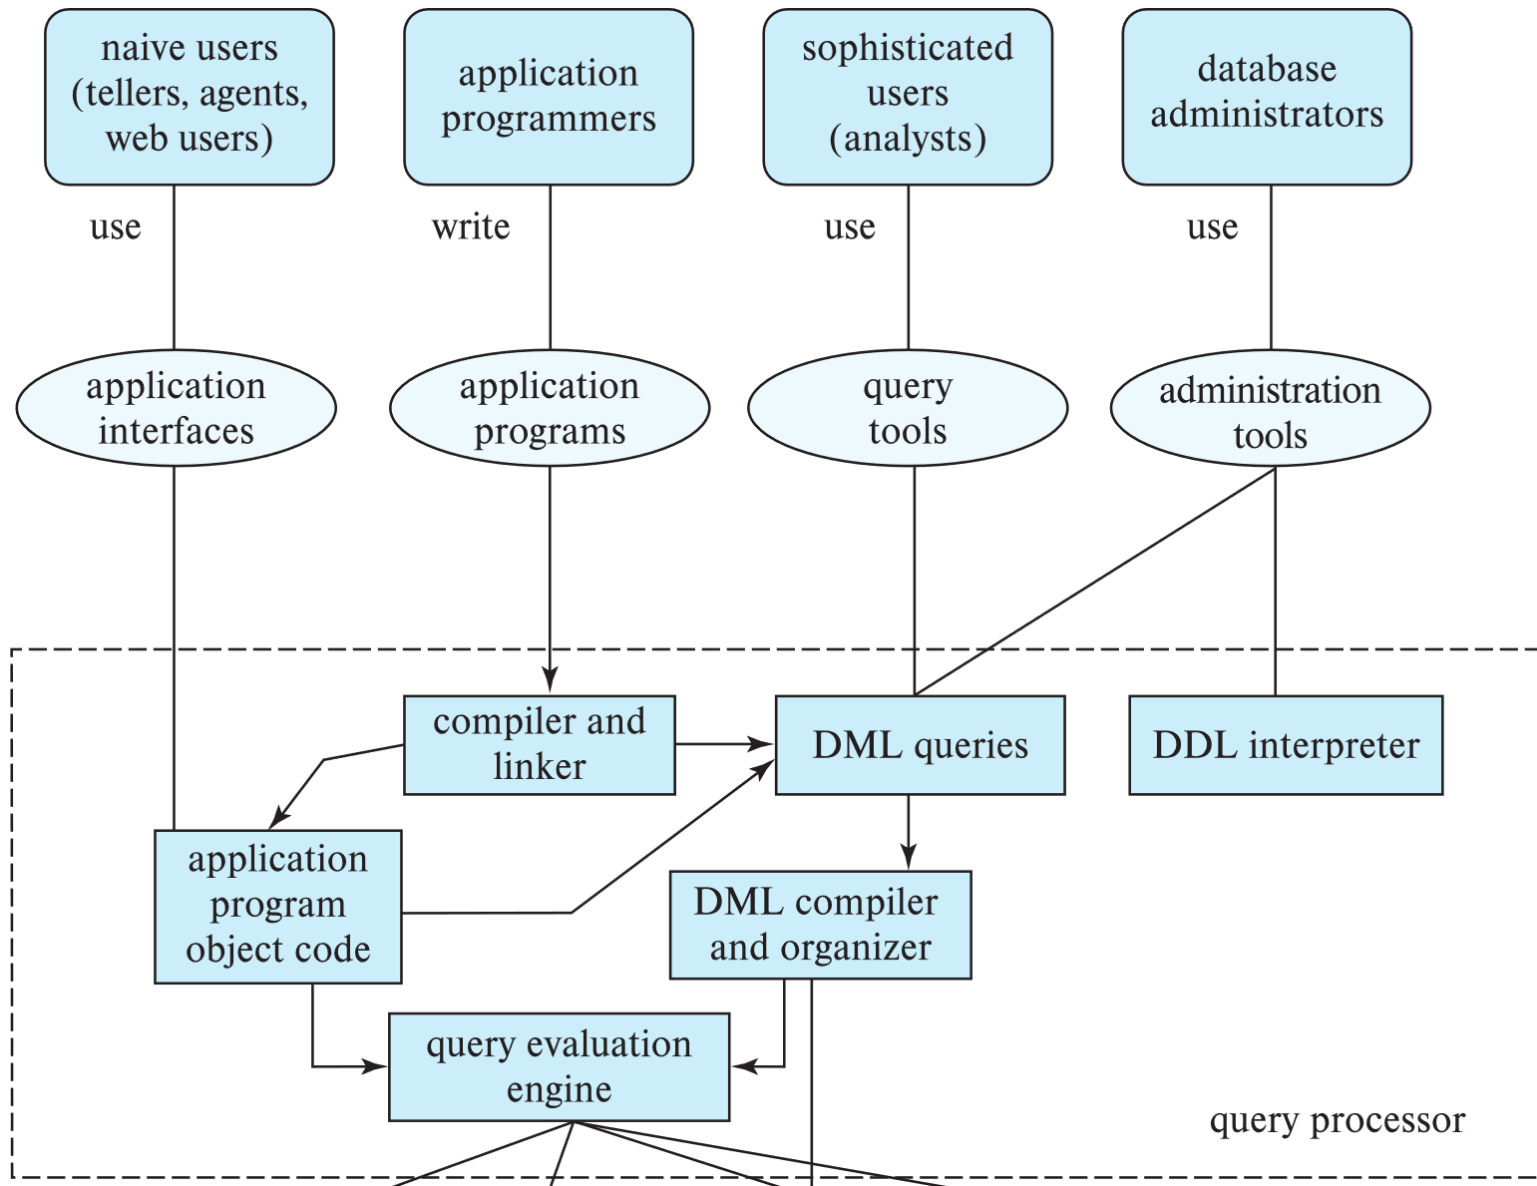 naive users
(tellers, agents,
web users)
application
programmers
sophisticated
users
(analysts)
database
administrators
use
write
use
use
application
interfaces
application
programs
query
tools
administration
tools
compiler and
linker
DML queries
DDL interpreter
application
program
object code
DML compiler
and organizer
query evaluation
engine
query processor